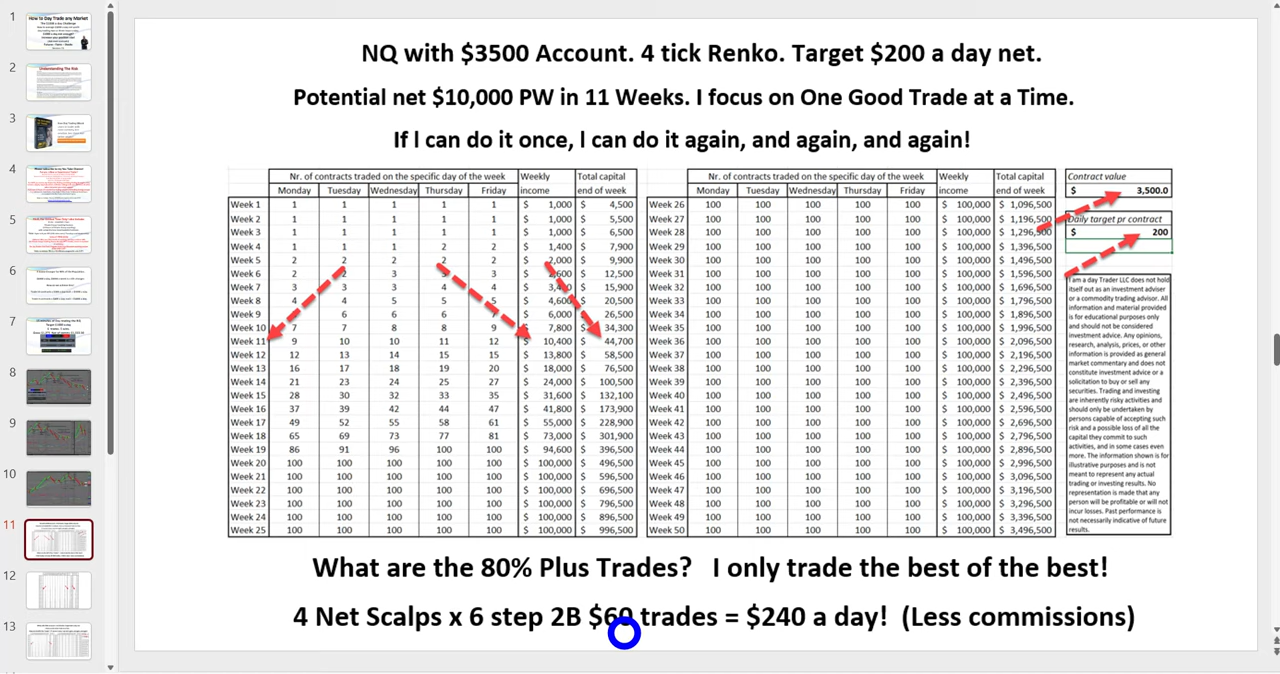 1
2
3
4
5
6
7
8
9
10
11
12
13
How to Day Trade any Market
Understanding The Risk
NQ with $3500 Account. 4 tick Renko. Target $200 a day net.
Potential net $10,000 PW in 11 Weeks. I focus on One Good Trade at a Time.
If I can do it once, I can do it again, and again, and again!
Nr. of contracts traded on the specific day of the week Weekly Total capital
Monday Tuesday Wednesday Thursday Friday income end of week
Week 1 1 1 1 1 1 $ 1,000 $ 4,500
Week 2 1 1 1 1 1 $ 1,000 $ 5,500
Week 3 1 1 1 1 1 $ 1,000 $ 6,500
Week 4 1 1 1 2 2 $ 1,400 $ 7,900
Week 5 2 2 2 2 2 $ 2,000 $ 9,900
Week 6 2 2 3 3 $ 2,600 $ 12,500
Week 7 3 3 3 4 4 $ $ 15,900
Week 8 4 4 5 5 5 $ 4,600 $ 20,500
Week 9 6 6 6 7 $ 6,000 $ 26,500
Week 10 7 7 8 8 $ 7,800 $ 34,300
Week 11 9 10 10 11 12 $ 10,400 $ 44,700
Week 12 12 13 14 15 15 $ 13,800 $ 58,500
Week 13 16 17 18 19 20 $ 18,000 $ 76,500
Week 14 21 23 24 25 27 $ 24,000 $ 100,500
Week 15 28 30 32 33 35 $ 31,600 $ 132,100
Week 16 37 39 42 44 47 $ 41,800 $ 173,900
Week 17 49 52 55 58 61 $ 55,000 $ 228,900
Week 18 65 69 73 77 81 $ 73,000 $ 301,900
Week 19 86 91 96 100 100 $ 94,600 $ 396,500
Week 20 100 100 100 100 100 $ 100,000 $ 496,500
Week 21 100 100 100 100 100 $ 100,000 $ 596,500
Week 22 100 100 100 100 100 $ 100,000 $ 696,500
Week 23 100 100 100 100 100 $ 100,000 $ 796,500
Week 24 100 100 100 100 100 $ 100,000 $ 896,500
Week 25 100 100 100 100 100 $ 100,000 $ 996,500
Nr. of contracts traded on the specific day of the week Weekly Total capital
Monday Tuesday Wednesday Thursday Friday income end of week
Week 26 100 100 100 100 100 $ 100,000 $ 1,096,500
Week 27 100 100 100 100 100 $ 100,000 $ 1,196,500
Week 28 100 100 100 100 100 $ 100,000 $ 1,296,500
Week 29 100 100 100 100 100 $ 100,000 $ 1,396,500
Week 30 100 100 100 100 100 $ 100,000 $ 1,496,500
Week 31 100 100 100 100 100 $ 100,000 $ 1,596,500
Week 32 100 100 100 100 100 $ 100,000 $ 1,696,500
Week 33 100 100 100 100 100 $ 100,000 $ 1,796,500
Week 34 100 100 100 100 100 $ 100,000 $ 1,896,500
Week 35 100 100 100 100 100 $ 100,000 $ 1,996,500
Week 36 100 100 100 100 100 $ 100,000 $ 2,096,500
Week 37 100 100 100 100 100 $ 100,000 $ 2,196,500
Week 38 100 100 100 100 100 $ 100,000 $ 2,296,500
Week 39 100 100 100 100 100 $ 100,000 $ 2,396,500
Week 40 100 100 100 100 100 $ 100,000 $ 2,496,500
Week 41 100 100 100 100 100 $ 100,000 $ 2,596,500
Week 42 100 100 100 100 100 $ 100,000 $ 2,696,500
Week 43 100 100 100 100 100 $ 100,000 $ 2,796,500
Week 44 100 100 100 100 100 $ 100,000 $ 2,896,500
Week 45 100 100 100 100 100 $ 100,000 $ 2,996,500
Week 46 100 100 100 100 100 $ 100,000 $ 3,096,500
Week 47 100 100 100 100 100 $ 100,000 $ 3,196,500
Week 48 100 100 100 100 100 $ 100,000 $ 3,296,500
Week 49 100 100 100 100 100 $ 100,000 $ 3,396,500
Week 50 100 100 100 100 100 $ 100,000 $ 3,496,500
Contract value
$ 3,500.0
Daily target pr contract
$ 200
I am a day Trader LLC does not hold
itself out as an investment adviser
or a commodity trading advisor. All
information and material provided
is for educational purposes only
and should not be considered
investment advice. Any opinions,
research, analysis, prices, or other
information is provided as general
market commentary and does not
constitute investment advice or a
solicitation to buy or sell any
securities. Trading and investing
are inherently risky activities and
should only be undertaken by
persons capable of accepting such
risk and a possible loss of all the
capital they commit to such
activities, and in some cases even
more. The information shown is for
illustrative purposes and is not
meant to represent any actual
trading or investing results. No
representation is made that any
person will be profitable or will not
incur losses. Past performance is
not necessarily indicative of future
results.
What are the 80% Plus Trades? I only trade the best of the best!
4 Net Scalps x 6 step 2B $60 trades = $240 a day! (Less commissions)